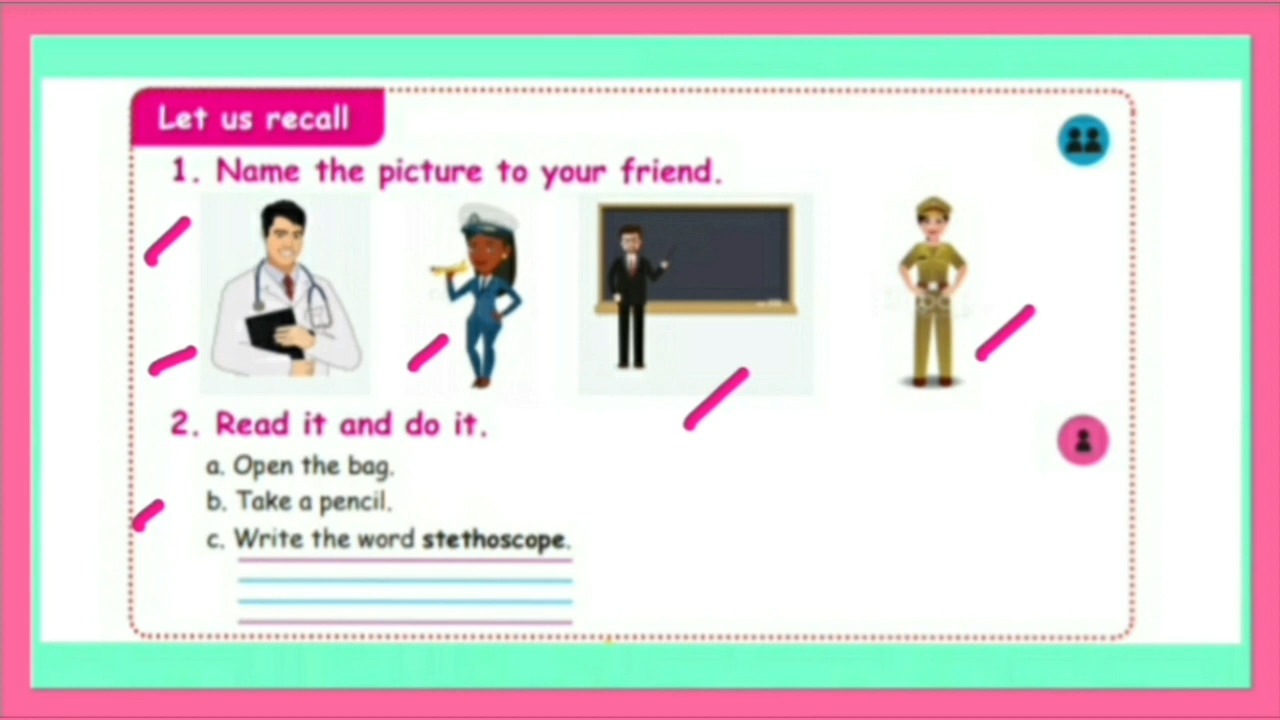 Let us recall
1. Name the picture to your friend.
2. Read it and do it.
a. Open the bag.
b. Take a pencil.
c. Write the word stethoscope.